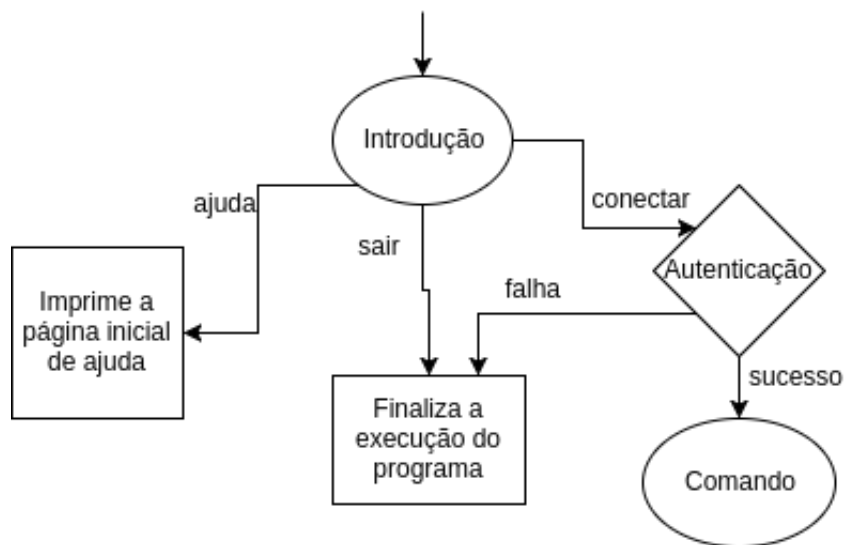 Introdução
ajuda
conectar
sair
Autenticação
Imprime a
página inicial
de ajuda
falha
sucesso
Finaliza a
execução do
programa
Comando